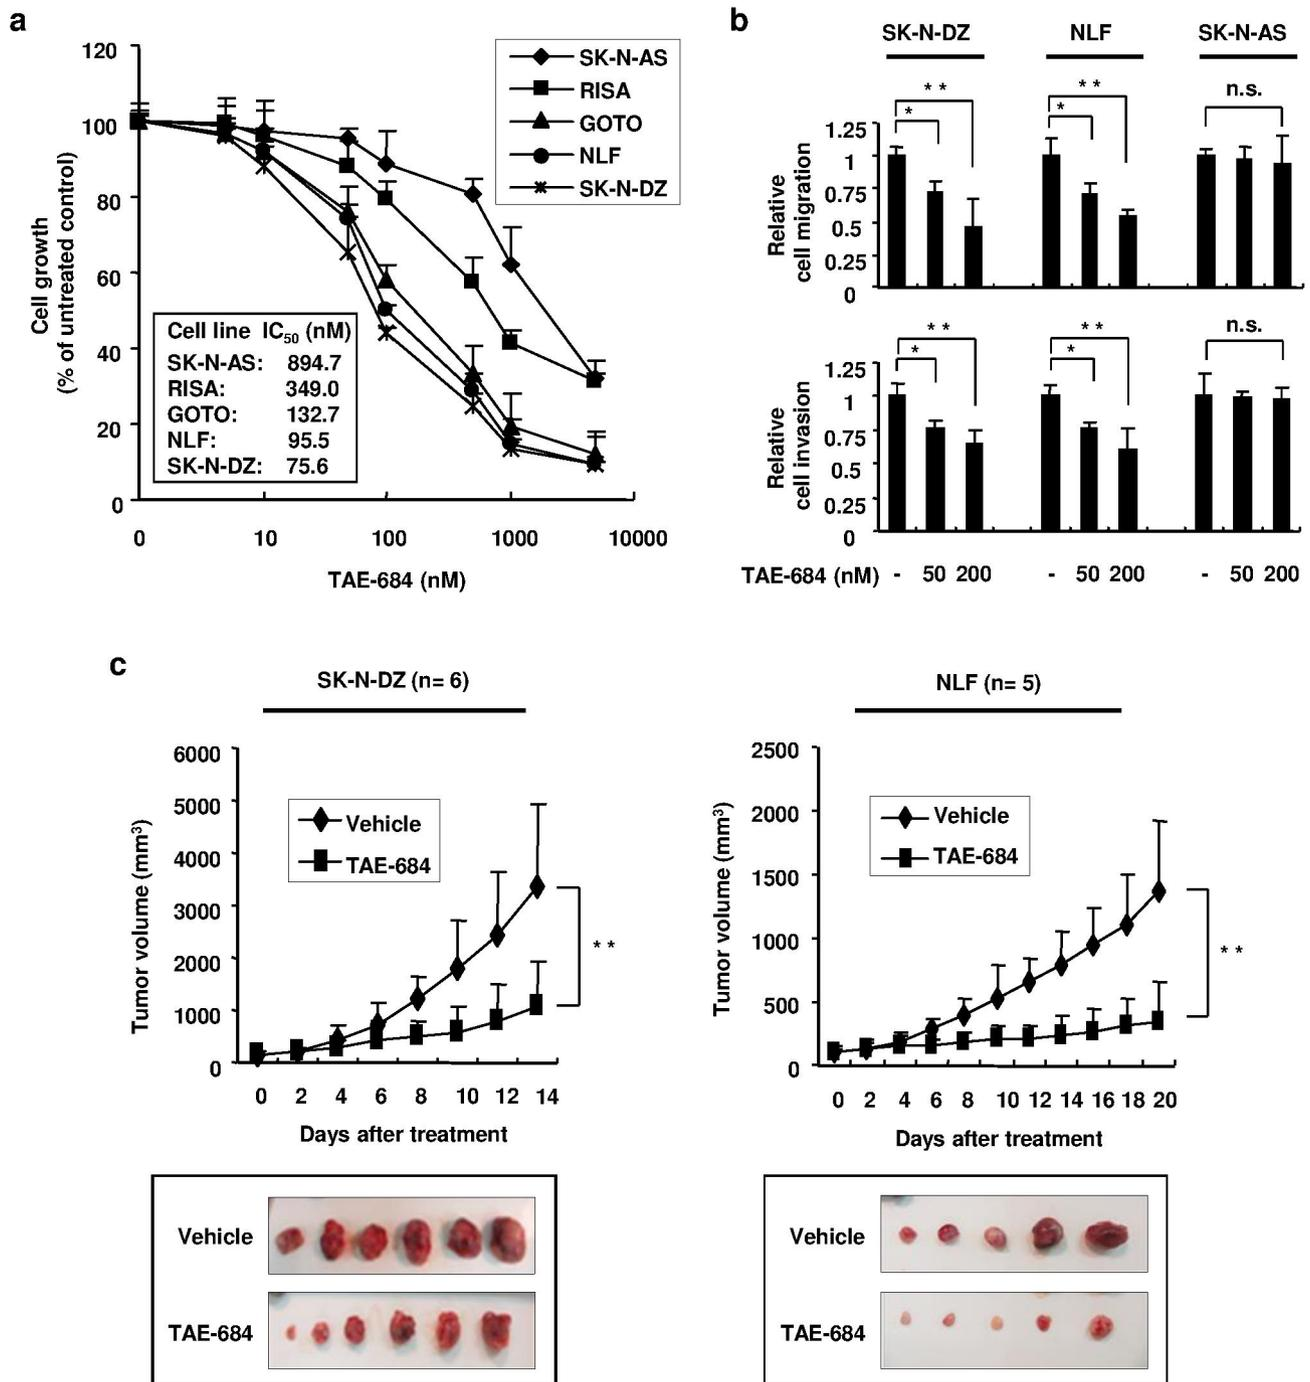 a
120
100
80
60
40
20
0
Cell growth
(% of untreated control)
SK-N-AS
RISA
GOTO
NLF
SK-N-DZ
Cell line IC50 (nM)
SK-N-AS: 894.7
RISA: 349.0
GOTO: 132.7
NLF: 95.5
SK-N-DZ: 75.6
0 10 100 1000 10000
TAE-684 (nM)
b
SK-N-DZ NLF SK-N-AS
* * * * n.s.
* *
1.25
1
0.75
0.5
0.25
0
Relative
cell migration
* * * * n.s.
* *
1.25
1
0.75
0.5
0.25
0
Relative
cell invasion
TAE-684 (nM) - 50 200 - 50 200 - 50 200
c
SK-N-DZ (n= 6)
6000
5000
4000
3000
2000
1000
0
Tumor volume (mm³)
Vehicle
TAE-684
* *
0 2 4 6 8 10 12 14
Days after treatment
Vehicle
TAE-684
NLF (n= 5)
2500
2000
1500
1000
500
0
Tumor volume (mm³)
Vehicle
TAE-684
* *
0 2 4 6 8 10 12 14 16 18 20
Days after treatment
Vehicle
TAE-684